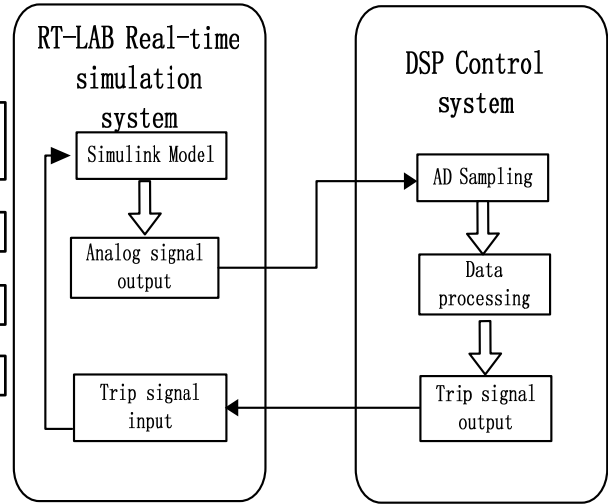 RT-LAB Real-time
simulation
system
Simulink Model
Analog signal
output
Trip signal
input
DSP Control
system
AD Sampling
Data
processing
Trip signal
output